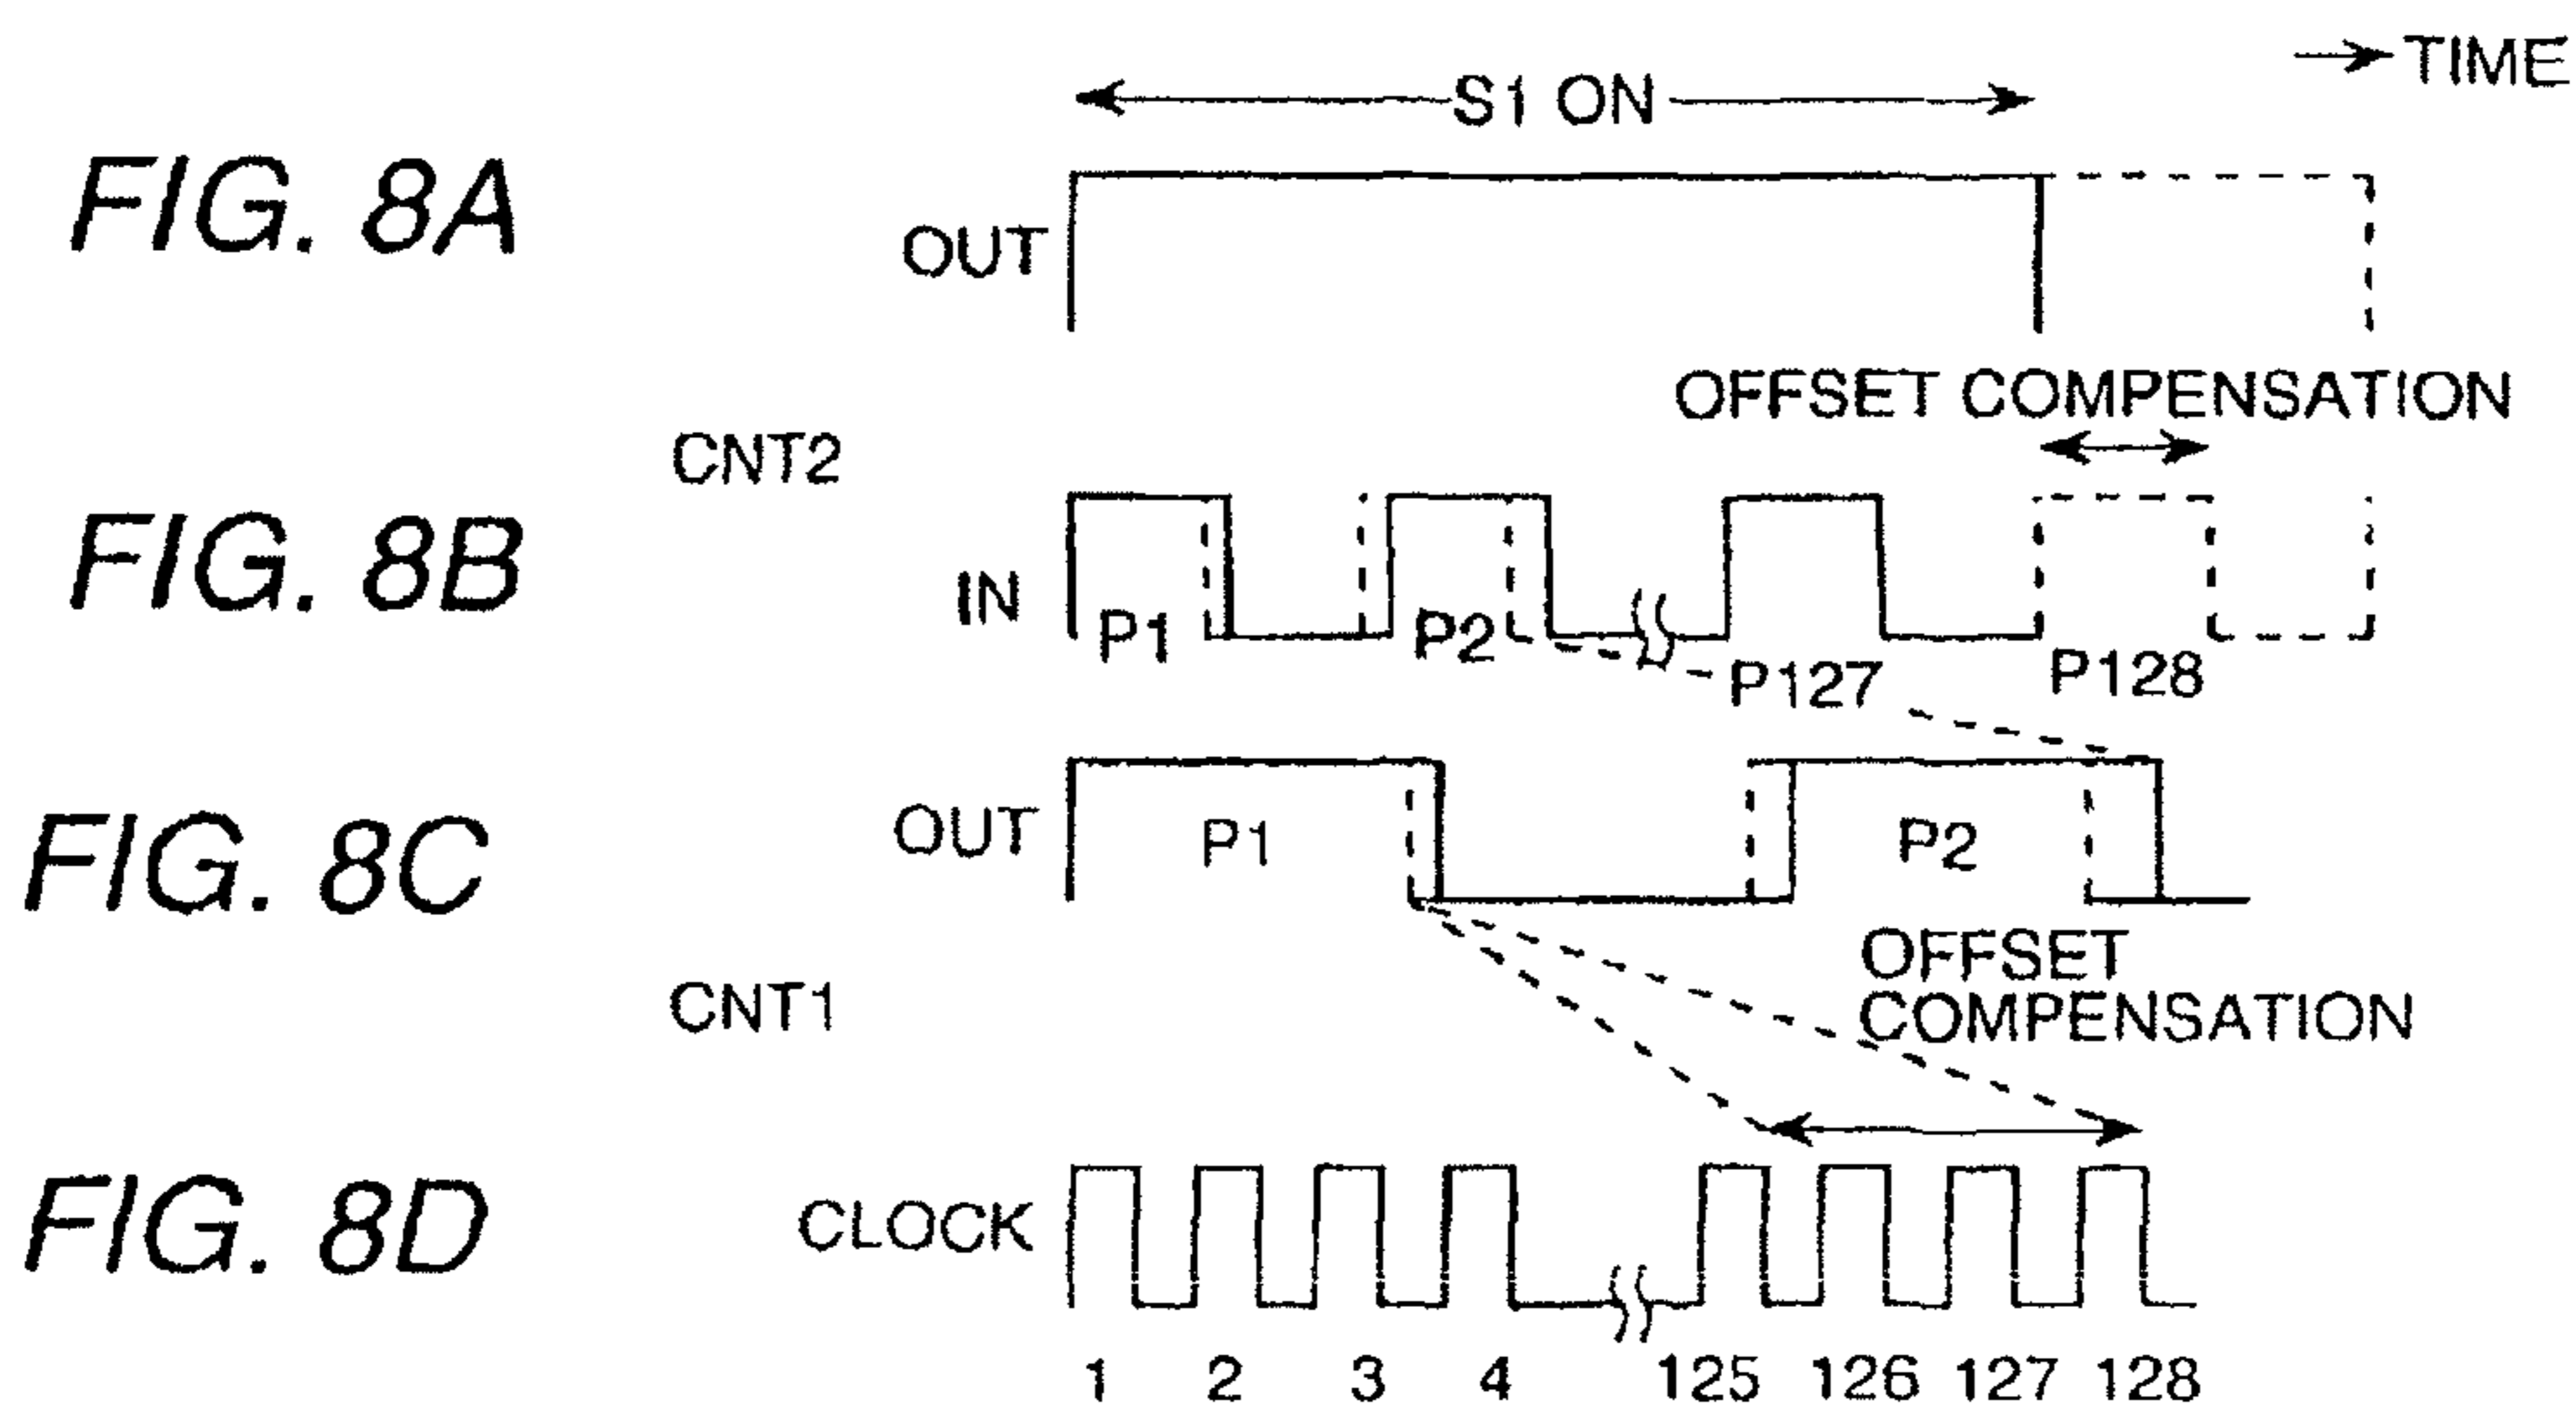 TIME
S1 ON
FIG. 8A
OUT
OFFSET COMPENSATION
CNT2
FIG. 8B
IN
P1
P2
P127
P128
FIG. 8C
OUT
P1
P2
OFFSET
COMPENSATION
CNT1
FIG. 8D
CLOCK
1 2 3 4 125 126 127 128